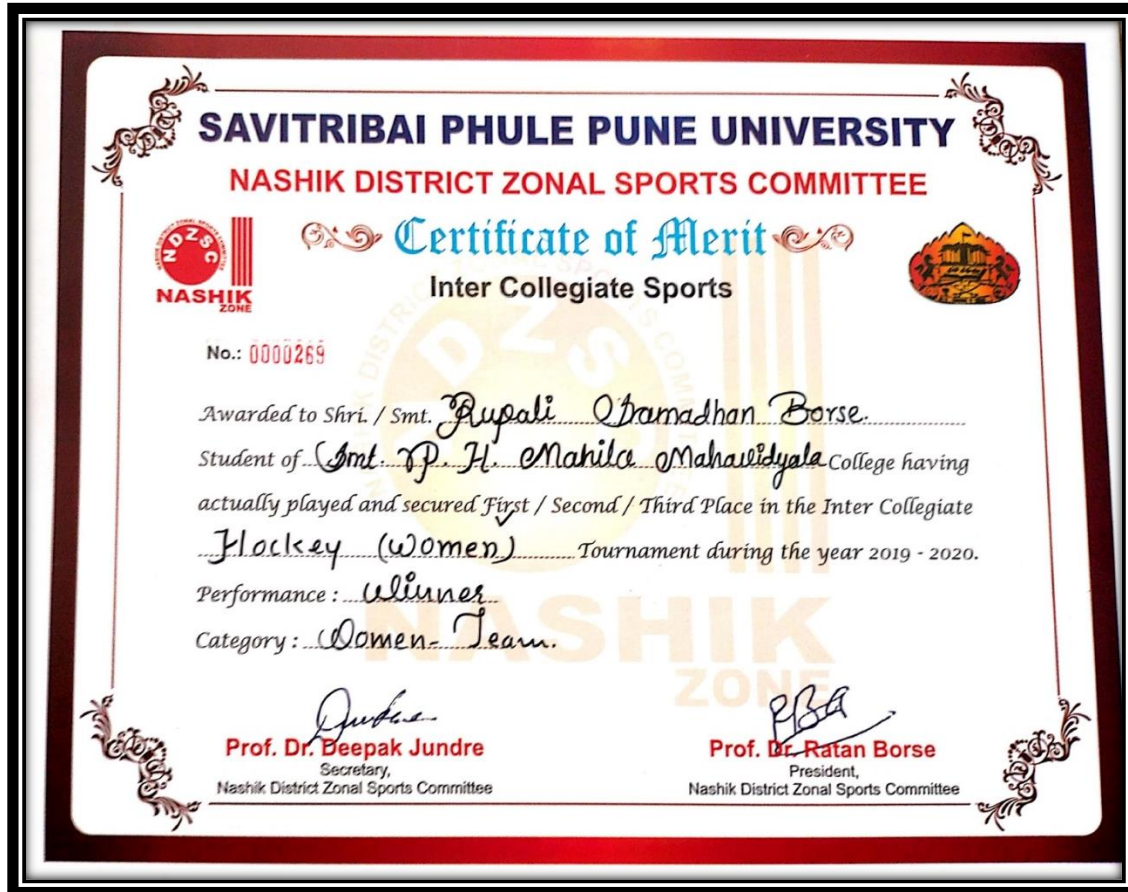 SAVITRIBAI PHULE PUNE UNIVERSITY
NASHIK DISTRICT ZONAL SPORTS COMMITTEE
Certificate of Merit
Inter Collegiate Sports
NDZSC
NASHIK
ZONE
No.: 0000269
Awarded to Shri. / Smt. Rupali Borse.
Student of Smt. P. H. Mahila Mahavidyala College having
actually played and secured First / Second / Third Place in the Inter Collegiate
Hockey (Women) Tournament during the year 2019 - 2020.
Performance : Winner
Category : Women- Team.
NASHIK
ZONE
Prof. Dr. Deepak Jundre
Secretary,
Nashik District Zonal Sports Committee
Prof. Dr. Ratan Borse
President,
Nashik District Zonal Sports Committee